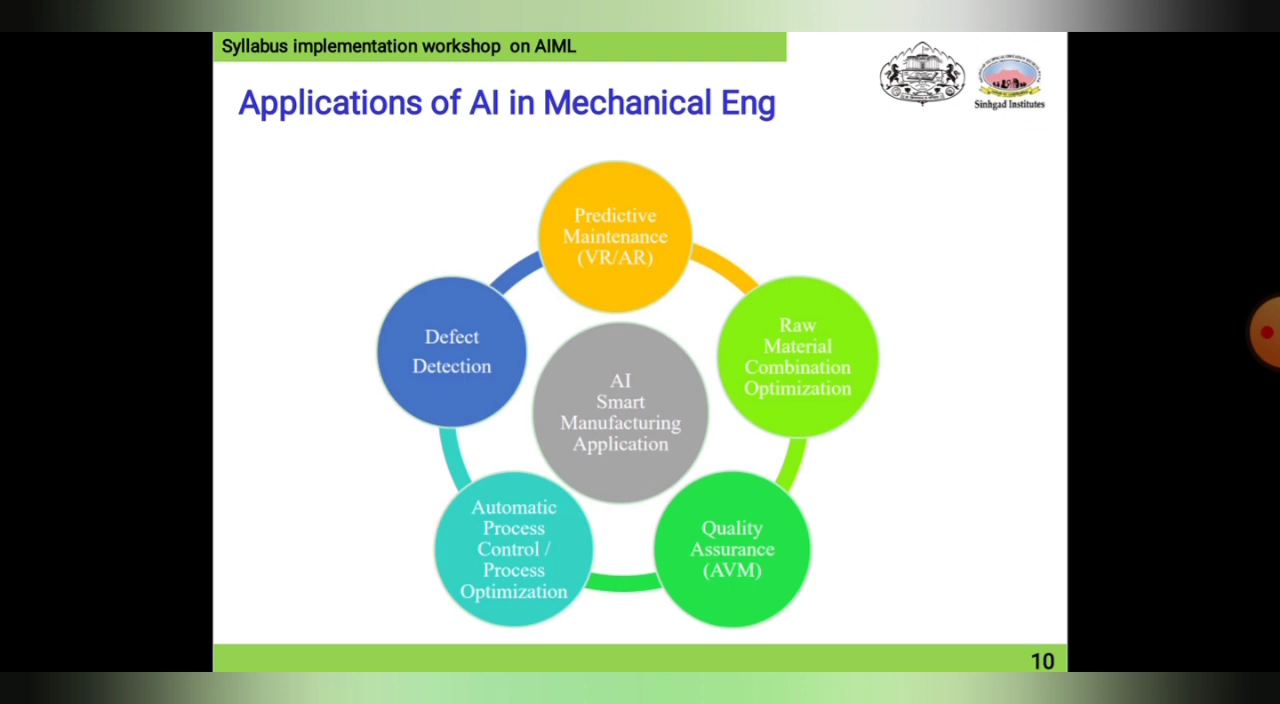 Syllabus implementation workshop on AIML
Sinhgad Institutes
Applications of AI in Mechanical Eng
Predictive
Maintenance
(VR/AR)
Raw
Material
Combination
Optimization
Quality
Assurance
(AVM)
Automatic
Process
Control /
Process
Optimization
Defect
Detection
AI
Smart
Manufacturing
Application
10